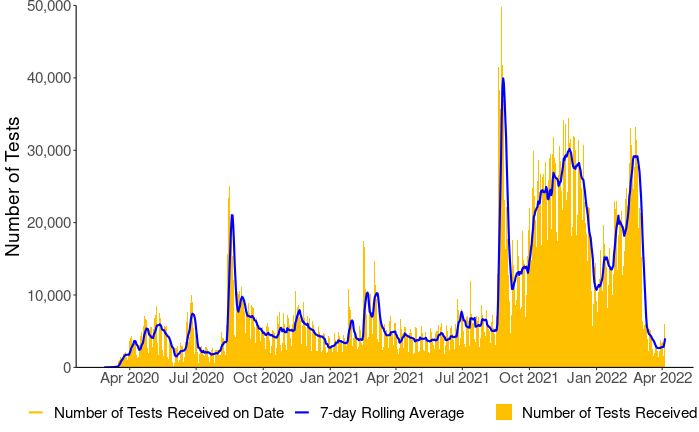 50,000
40,000
30,000
20,000
10,000
0
Number of Tests
Apr 2020 Jul 2020 Oct 2020 Jan 2021 Apr 2021 Jul 2021 Oct 2021 Jan 2022 Apr 2022
Number of Tests Received on Date 7-day Rolling Average Number of Tests Received